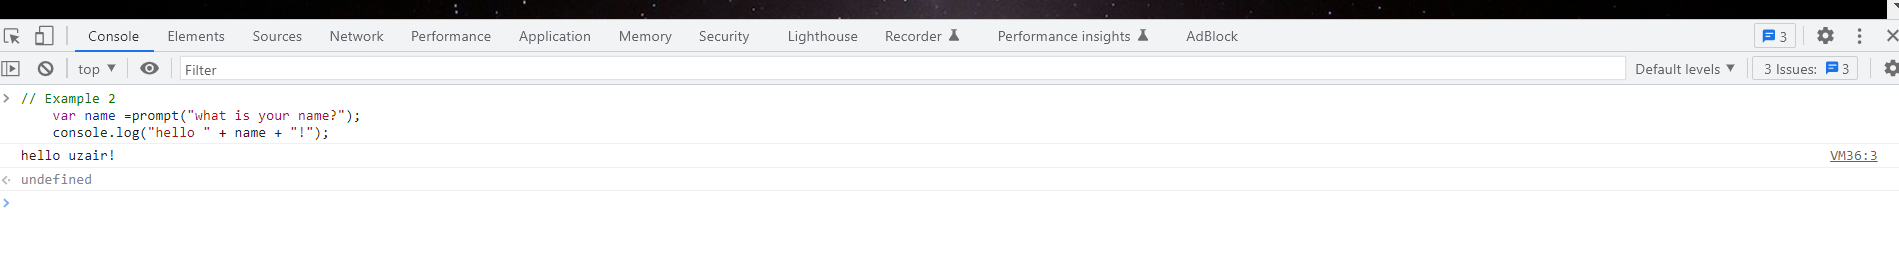 Console Elements Sources Network Performance Application Memory Security Lighthouse Recorder Performance insights AdBlock 3
top Filter Default levels 3 Issues: 3
// Example 2
var name =prompt("what is your name?");
console.log("hello " + name + "!");
hello uzair! VM36:3
undefined